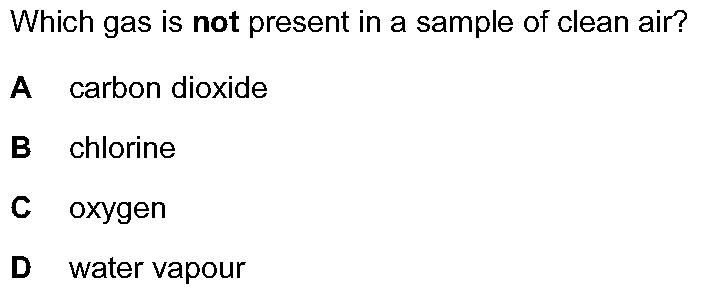 Which gas is not present in a sample of clean air?
A carbon dioxide
B chlorine
C oxygen
D water vapour